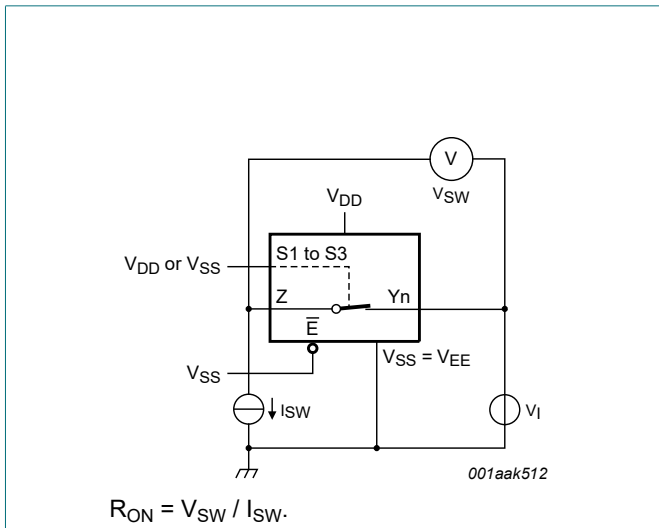 V
VSW
VDD
S1 to S3
VDD or VSS
Z
Yn
E
VSS = VEE
VSS
ISW
VI
001aak512
RON = VSW / ISW.